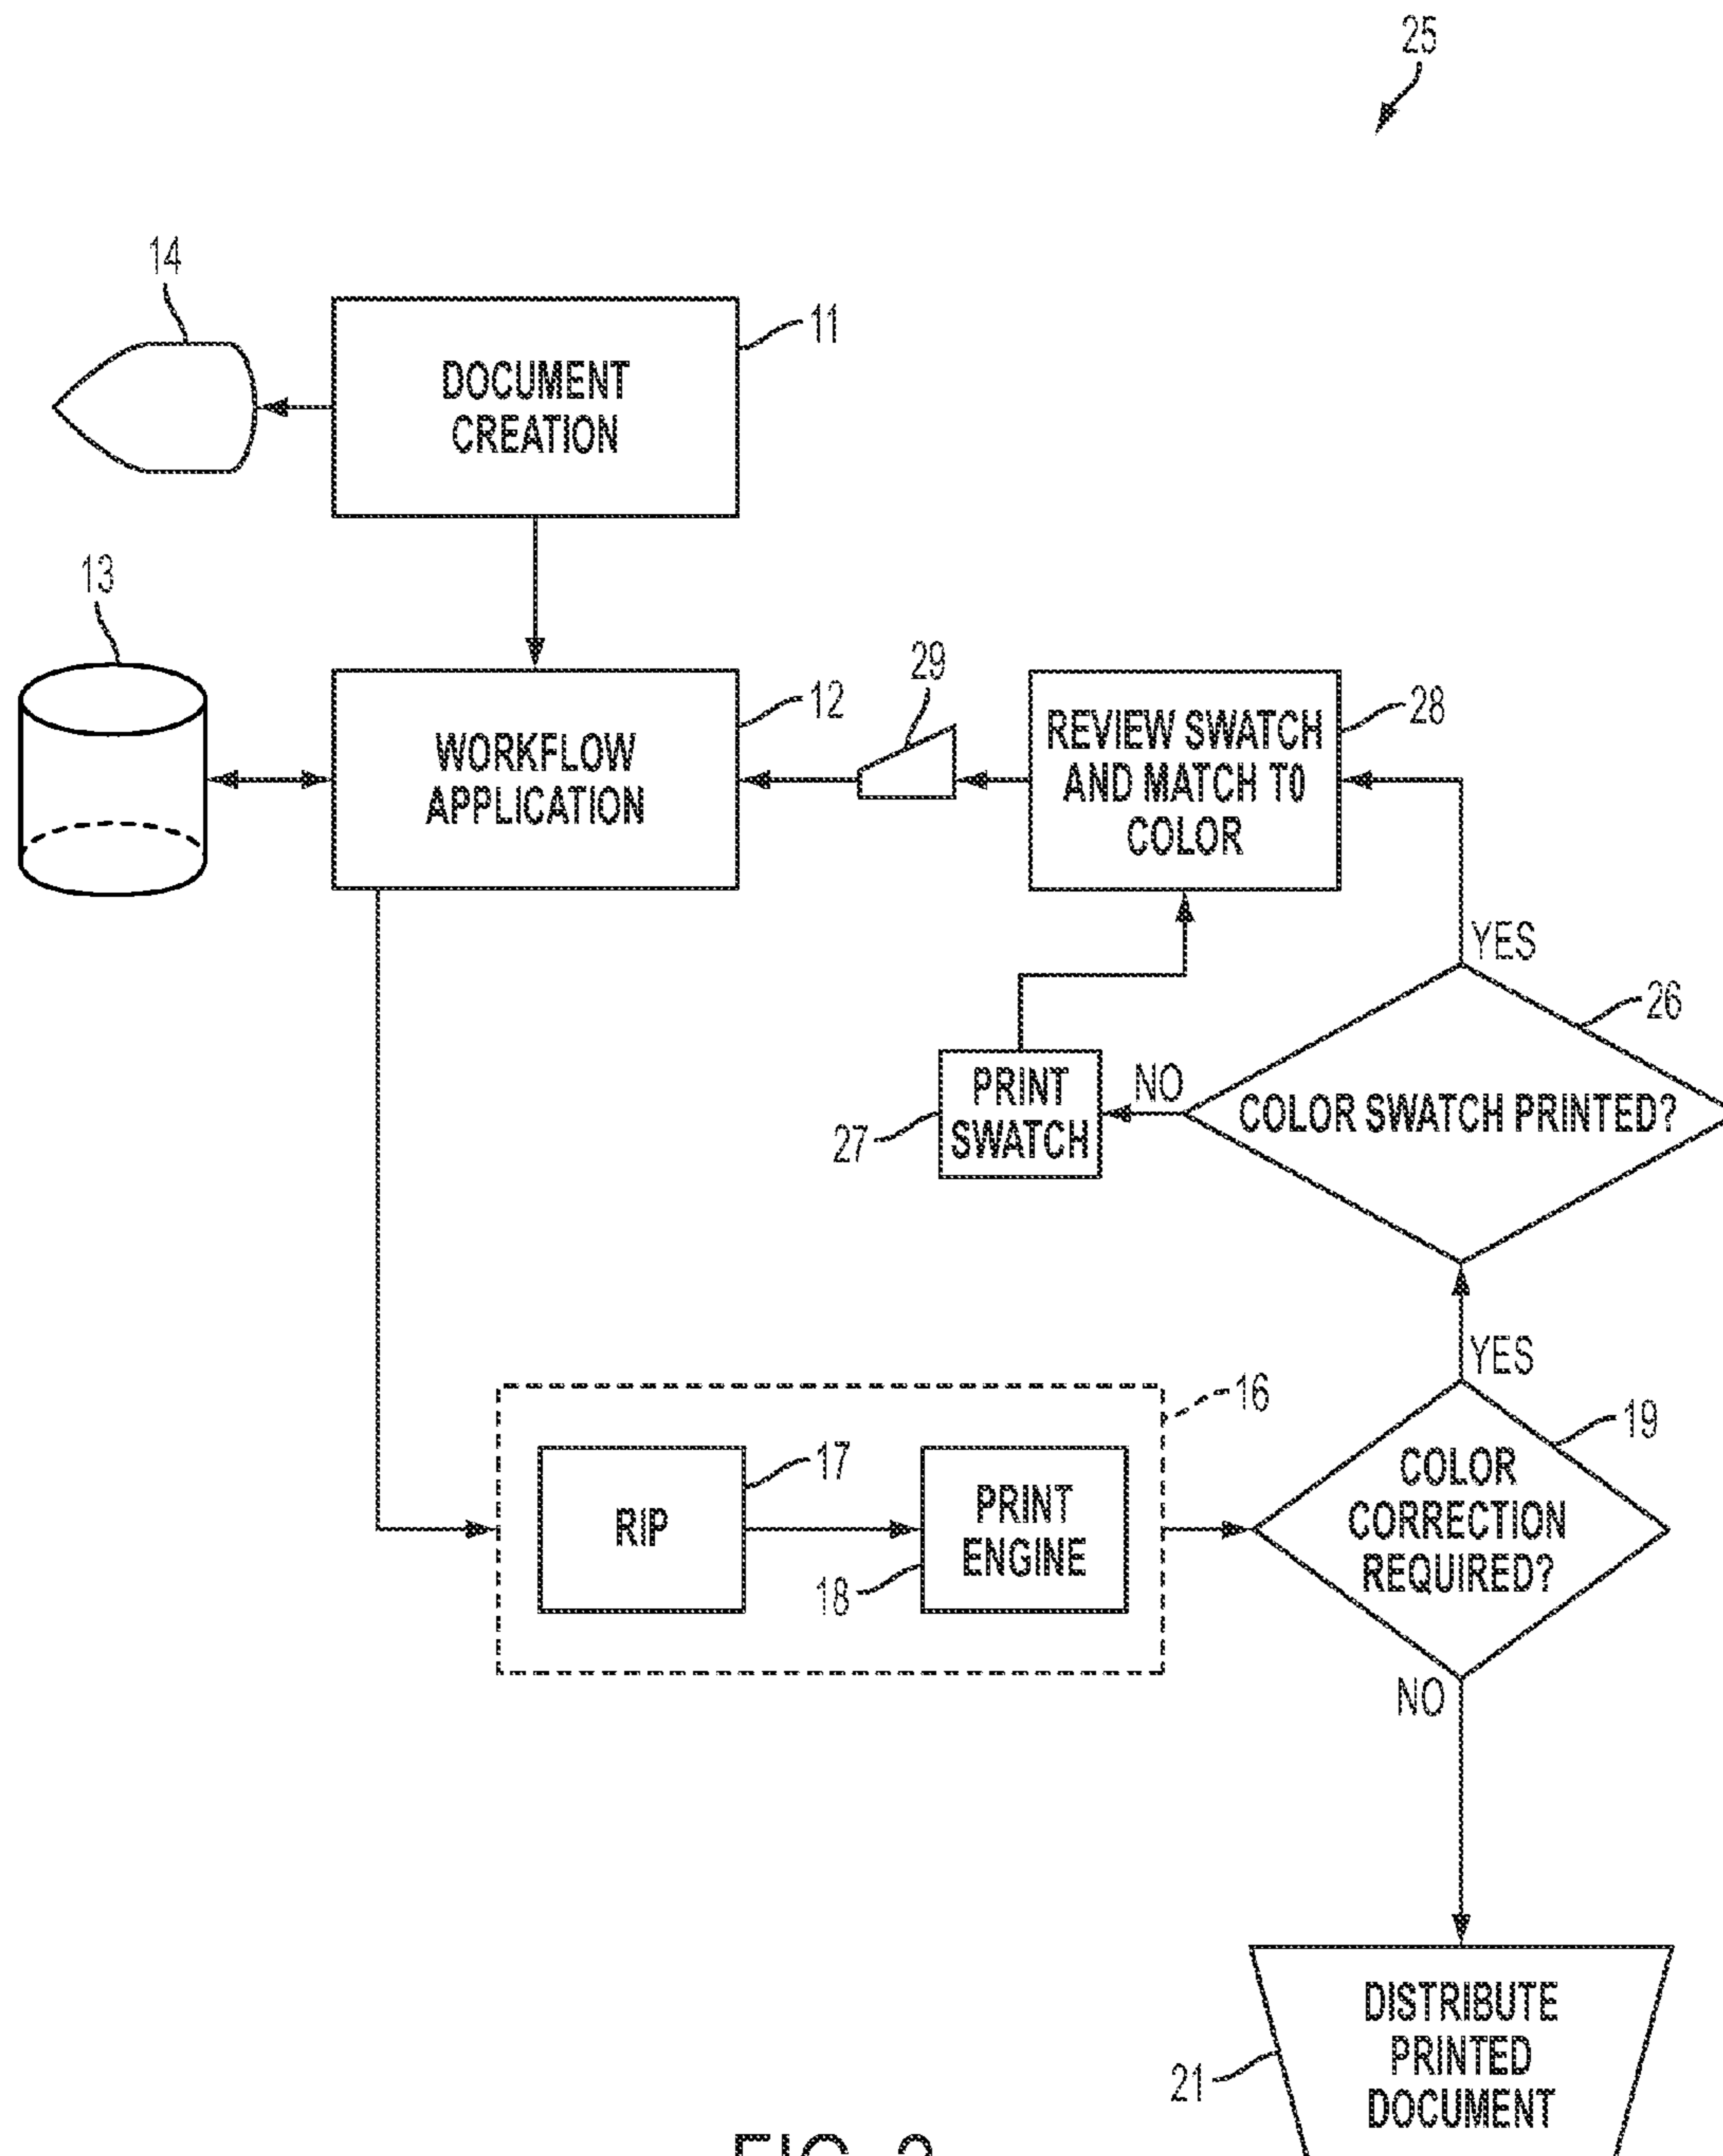 25
14
11
DOCUMENT
CREATION
13
12
WORKFLOW
APPLICATION
29
28
REVIEW SWATCH
AND MATCH T0
COLOR
YES
26
COLOR SWATCH PRINTED?
NO
PRINT
SWATCH
27
YES
16
19
COLOR
CORRECTION
REQUIRED?
17
RIP
PRINT
ENGINE
18
NO
DISTRIBUTE
PRINTED
DOCUMENT
21
FIG.